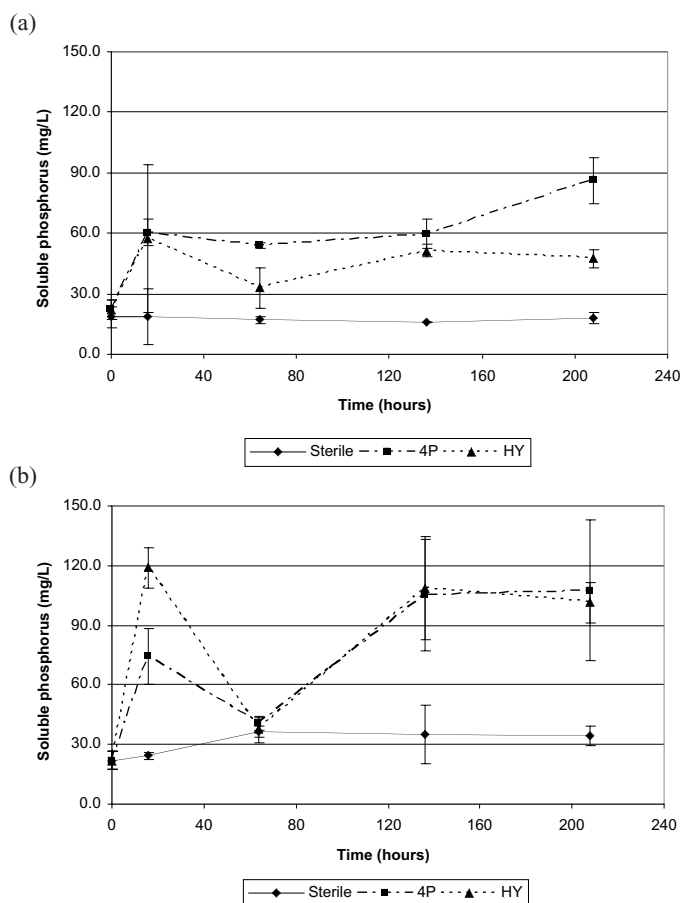 (a)
150.0
120.0
90.0
60.0
30.0
0.0
Soluble phosphorus (mg/L)
0 40 80 120 160 200 240
Time (hours)
Sterile 4P HY
(b)
150.0
120.0
90.0
60.0
30.0
0.0
Soluble phosphorus (mg/L)
0 40 80 120 160 200 240
Time (hours)
Sterile 4P HY